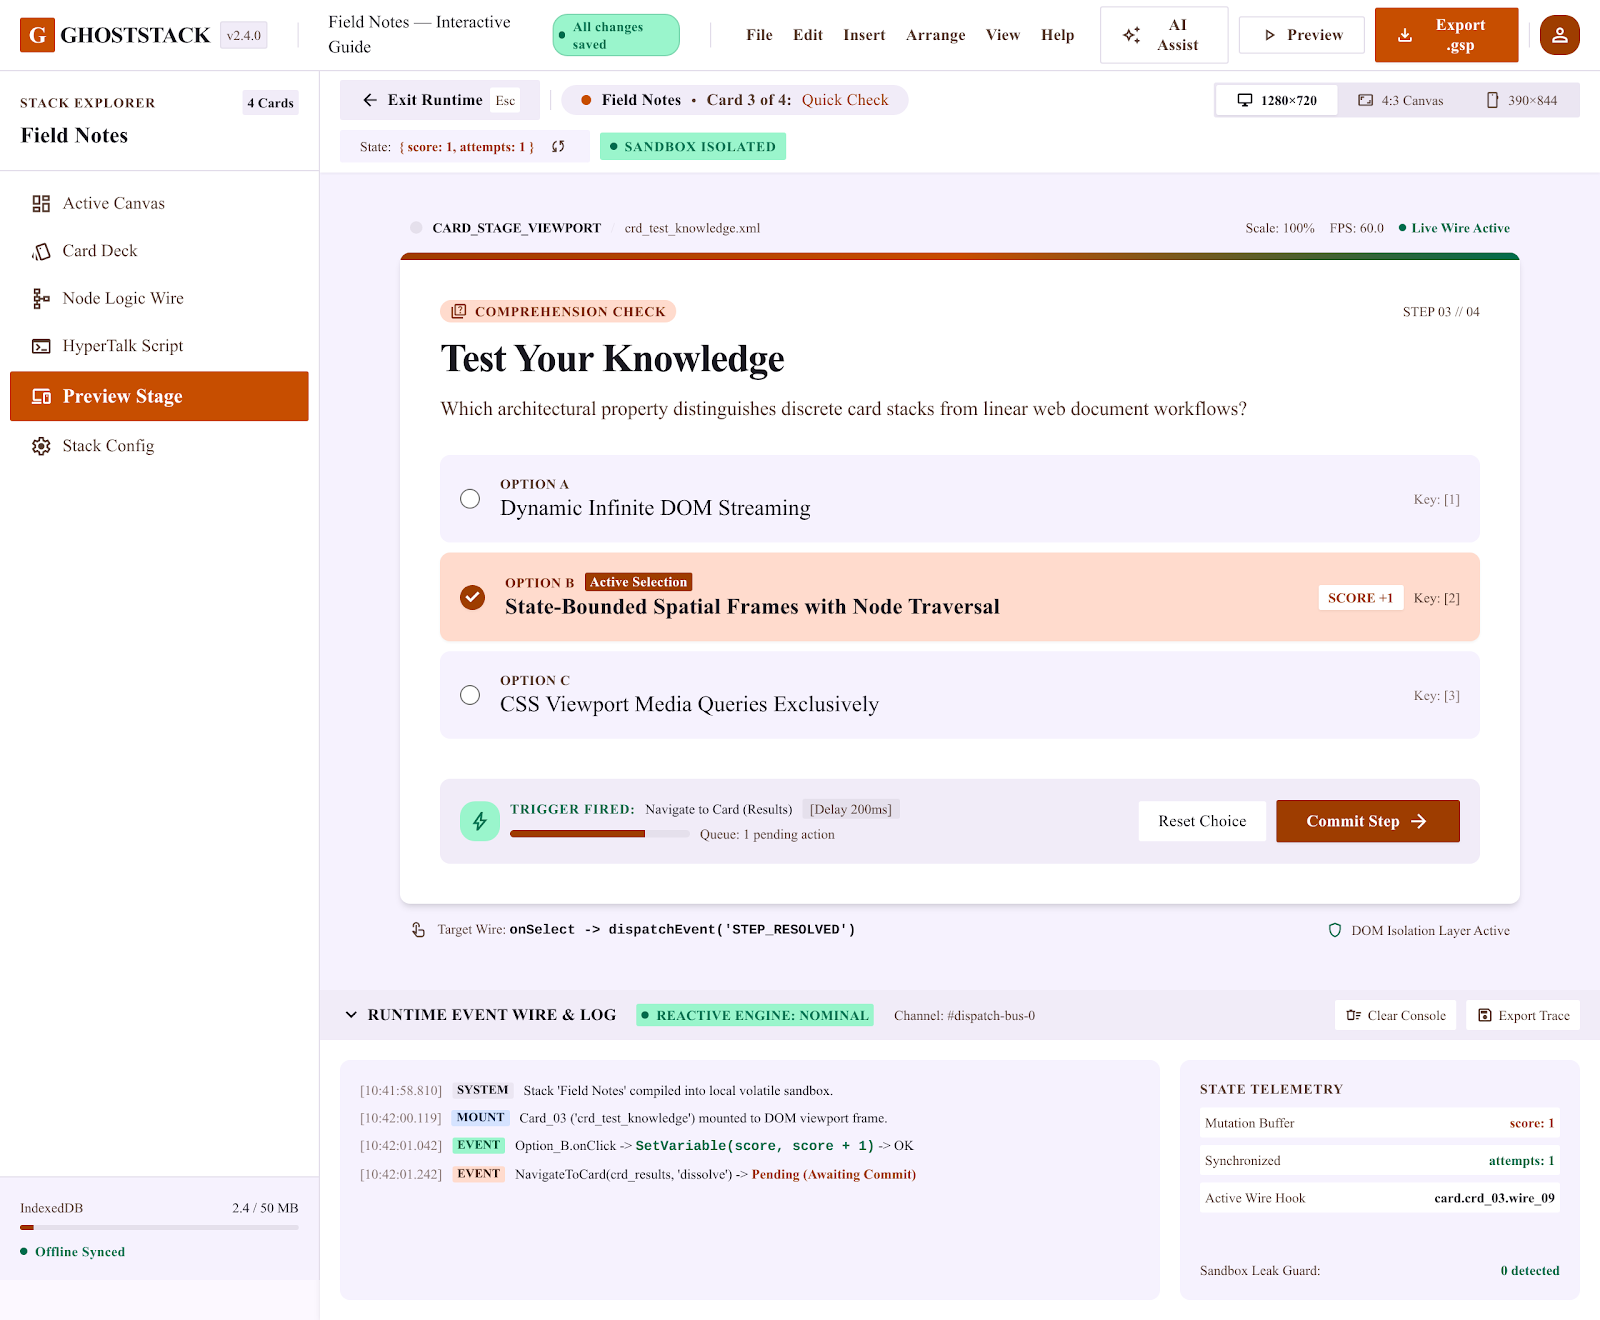 G GHOSTSTACK v2.4.0
Field Notes — Interactive
Guide
All changes
saved
File Edit Insert Arrange View Help
AI
Assist
Preview
Export
.gsp
STACK EXPLORER
4 Cards
Field Notes
Active Canvas
Card Deck
Node Logic Wire
HyperTalk Script
Preview Stage
Stack Config
IndexedDB 2.4 / 50 MB
Offline Synced
Exit Runtime Esc
Field Notes • Card 3 of 4: Quick Check
1280×720 4:3 Canvas 390×844
State: { score: 1, attempts: 1 }
SANDBOX ISOLATED
CARD_STAGE_VIEWPORT / crd_test_knowledge.xml
Scale: 100% FPS: 60.0 Live Wire Active
COMPREHENSION CHECK
STEP 03 // 04
Test Your Knowledge
Which architectural property distinguishes discrete card stacks from linear web document workflows?
OPTION A
Dynamic Infinite DOM Streaming
Key: [1]
OPTION B Active Selection
State-Bounded Spatial Frames with Node Traversal
SCORE +1 Key: [2]
OPTION C
CSS Viewport Media Queries Exclusively
Key: [3]
TRIGGER FIRED: Navigate to Card (Results) [Delay 200ms]
Queue: 1 pending action
Reset Choice
Commit Step
Target Wire: onSelect -> dispatchEvent('STEP_RESOLVED')
DOM Isolation Layer Active
RUNTIME EVENT WIRE & LOG
REACTIVE ENGINE: NOMINAL
Channel: #dispatch-bus-0
Clear Console
Export Trace
[10:41:58.810] SYSTEM Stack 'Field Notes' compiled into local volatile sandbox.
[10:42:00.119] MOUNT Card_03 ('crd_test_knowledge') mounted to DOM viewport frame.
[10:42:01.042] EVENT Option_B.onClick -> SetVariable(score, score + 1) -> OK
[10:42:01.242] EVENT NavigateToCard(crd_results, 'dissolve') -> Pending (Awaiting Commit)
STATE TELEMETRY
Mutation Buffer score: 1
Synchronized attempts: 1
Active Wire Hook card.crd_03.wire_09
Sandbox Leak Guard: 0 detected